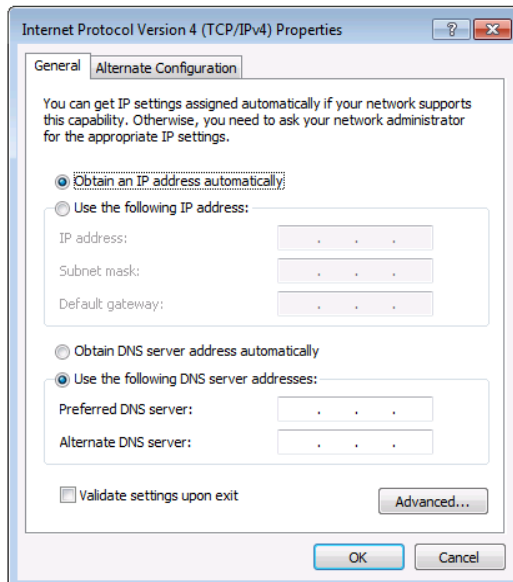 Internet Protocol Version 4 (TCP/IPv4) Properties
General
Alternate Configuration
You can get IP settings assigned automatically if your network supports
this capability. Otherwise, you need to ask your network administrator
for the appropriate IP settings.
Obtain an IP address automatically
Use the following IP address:
IP address: . . .
Subnet mask: . . .
Default gateway: . . .
Obtain DNS server address automatically
Use the following DNS server addresses:
Preferred DNS server: . . .
Alternate DNS server: . . .
Validate settings upon exit
Advanced...
OK
Cancel